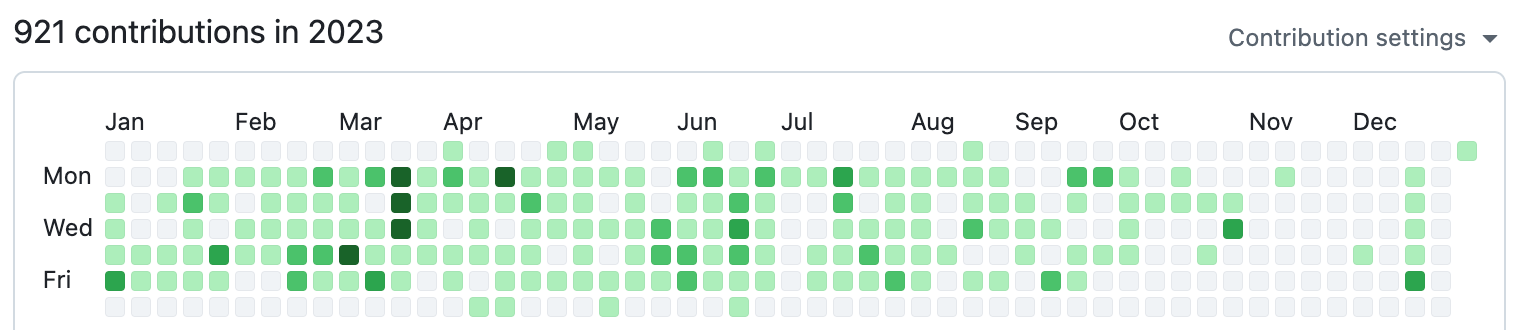 921 contributions in 2023
Contribution settings
Jan Feb Mar Apr May Jun Jul Aug Sep Oct Nov Dec
Mon
Wed
Fri